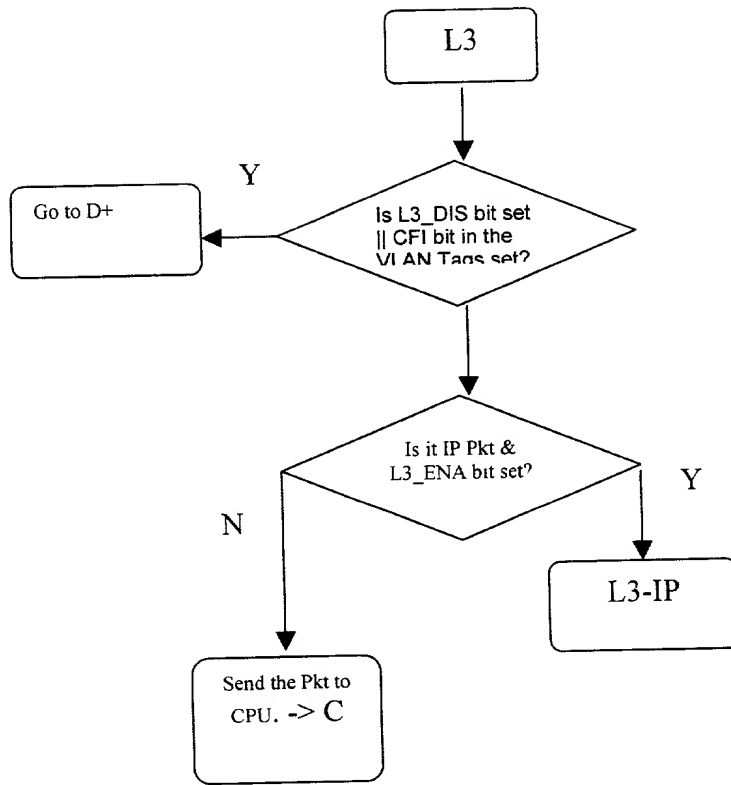 L3
Y
Go to D+
Is L3_DIS bit set
|| CFI bit in the
VLAN Tags set?
Is it IP Pkt &
L3_ENA bit set?
Y
N
L3-IP
Send the Pkt to
CPU. -> C